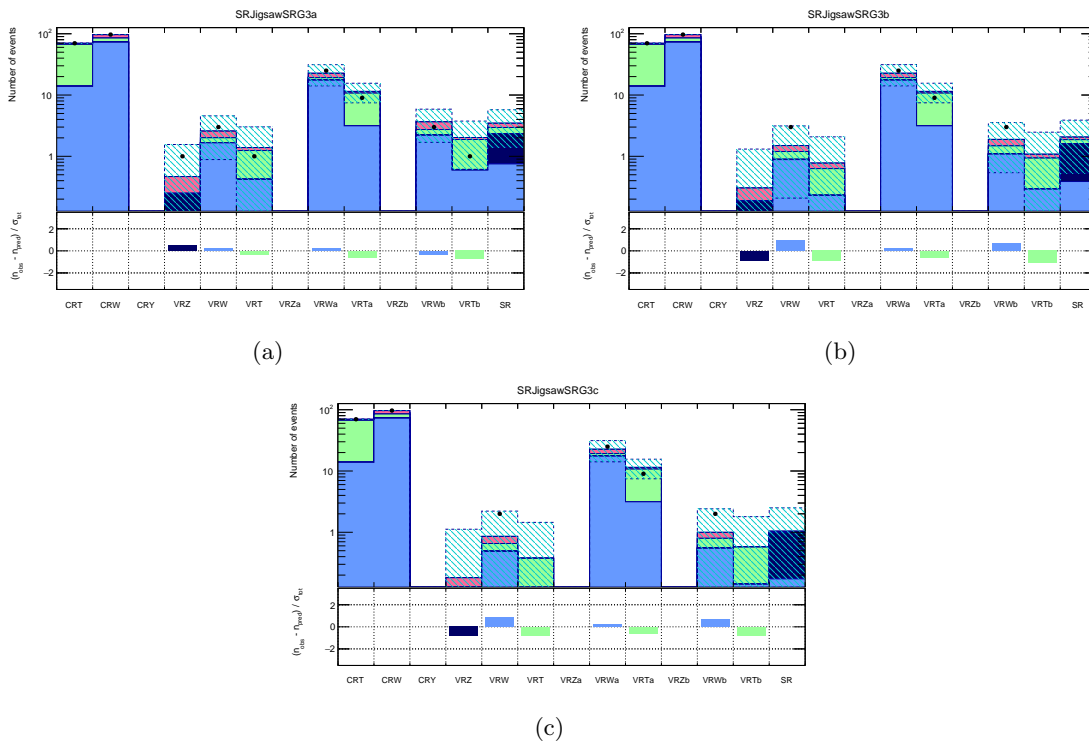 SRJigsawSRG3a
Number of events
10²
10
1
(n_obs - n_pred) / σ_tot
2
0
−2
CRT CRW CRY VRZ VRW VRT VRZa VRWa VRTa VRZb VRWb VRTb SR
(a)
SRJigsawSRG3b
Number of events
10²
10
1
(n_obs - n_pred) / σ_tot
2
0
−2
CRT CRW CRY VRZ VRW VRT VRZa VRWa VRTa VRZb VRWb VRTb SR
(b)
SRJigsawSRG3c
Number of events
10²
10
1
(n_obs - n_pred) / σ_tot
2
0
−2
CRT CRW CRY VRZ VRW VRT VRZa VRWa VRTa VRZb VRWb VRTb SR
(c)